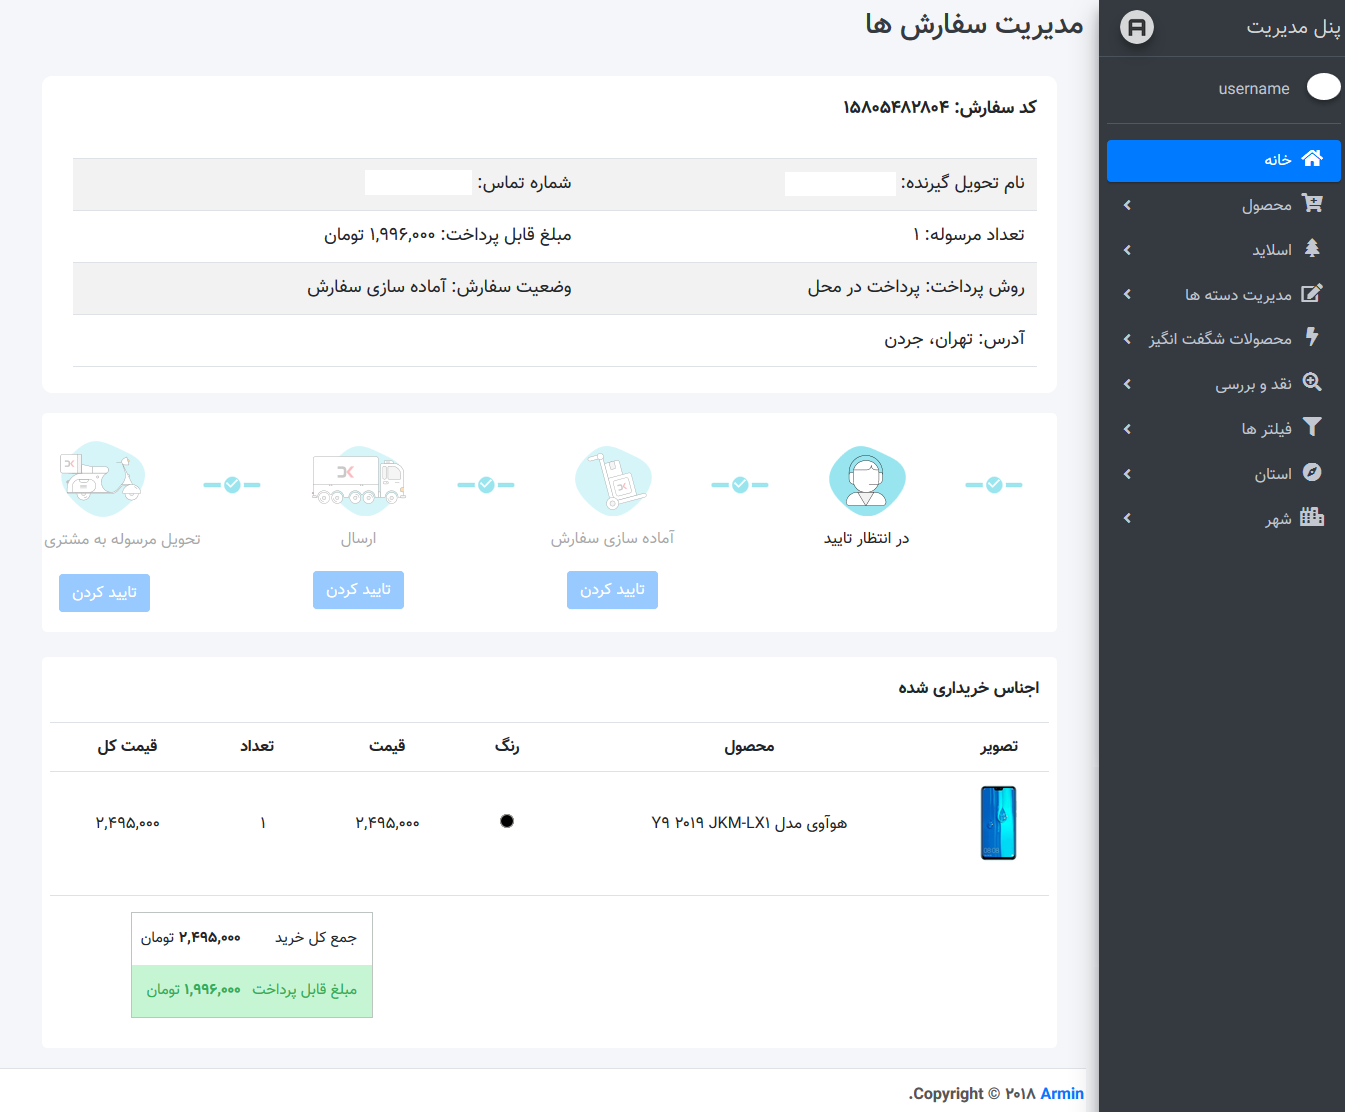 پنل مدیریت
username
خانه
محصول
اسلاید
مدیریت دسته ها
محصولات شگفت انگیز
نقد و بررسی
فیلتر ها
استان
شهر
مدیریت سفارش ها
کد سفارش: ۱۵۸۰۵۴۸۲۸۰۴
نام تحویل گیرنده: شماره تماس:
تعداد مرسوله: ۱ مبلغ قابل پرداخت: ۱,۹۹۶,۰۰۰ تومان
روش پرداخت: پرداخت در محل وضعیت سفارش: آماده سازی سفارش
آدرس: تهران، جردن
در انتظار تایید آماده سازی سفارش ارسال تحویل مرسوله به مشتری
تایید کردن تایید کردن تایید کردن
اجناس خریداری شده
تصویر محصول رنگ قیمت تعداد قیمت کل
هوآوی مدل Y۹ ۲۰۱۹ JKM-LX۱ ۲,۴۹۵,۰۰۰ ۱ ۲,۴۹۵,۰۰۰
جمع کل خرید ۲,۴۹۵,۰۰۰ تومان
مبلغ قابل پرداخت ۱,۹۹۶,۰۰۰ تومان
.Copyright © ۲۰۱۸ Armin